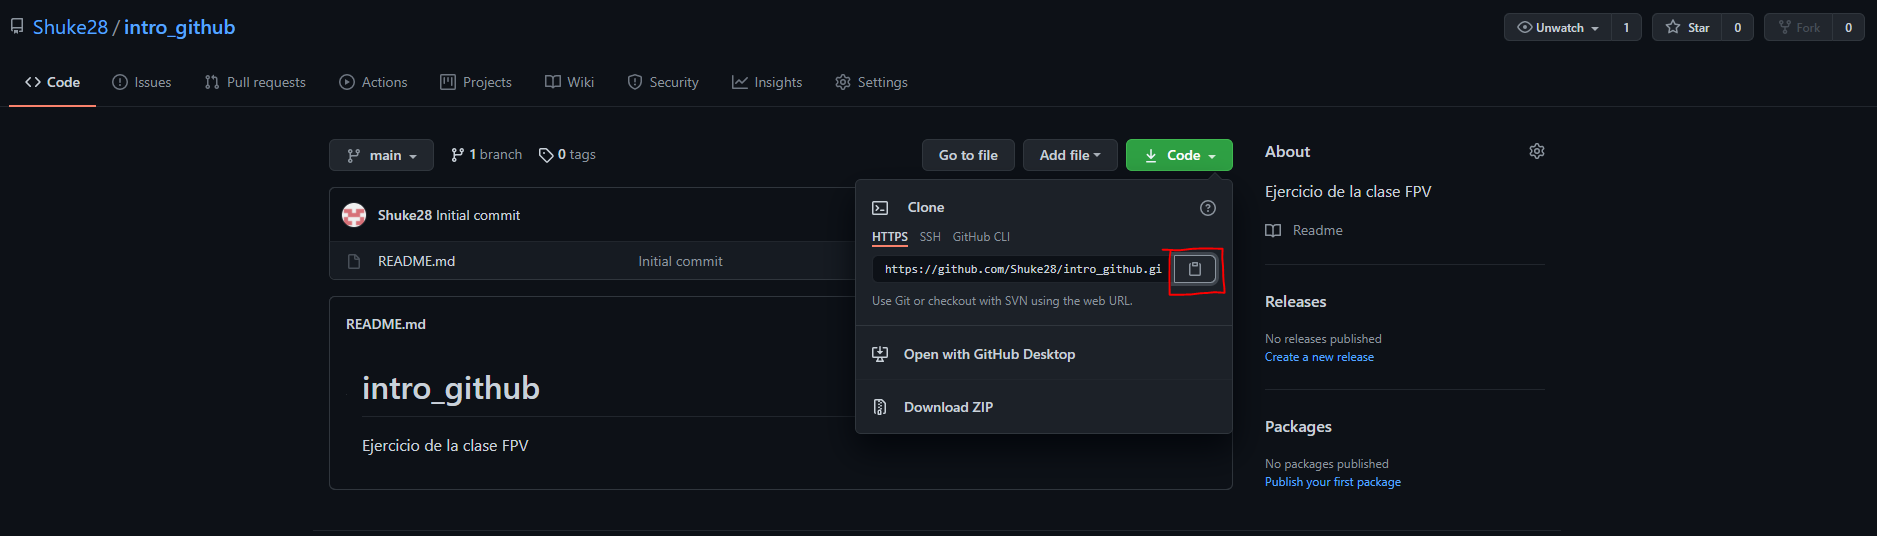 Shuke28 / intro_github
Unwatch 1 Star 0 Fork 0
Code Issues Pull requests Actions Projects Wiki Security Insights Settings
main 1 branch 0 tags
Go to file Add file Code
Shuke28 Initial commit
README.md Initial commit
README.md
intro_github
Ejercicio de la clase FPV
Clone
HTTPS SSH GitHub CLI
https://github.com/Shuke28/intro_github.gi
Use Git or checkout with SVN using the web URL.
Open with GitHub Desktop
Download ZIP
About
Ejercicio de la clase FPV
Readme
Releases
No releases published
Create a new release
Packages
No packages published
Publish your first package